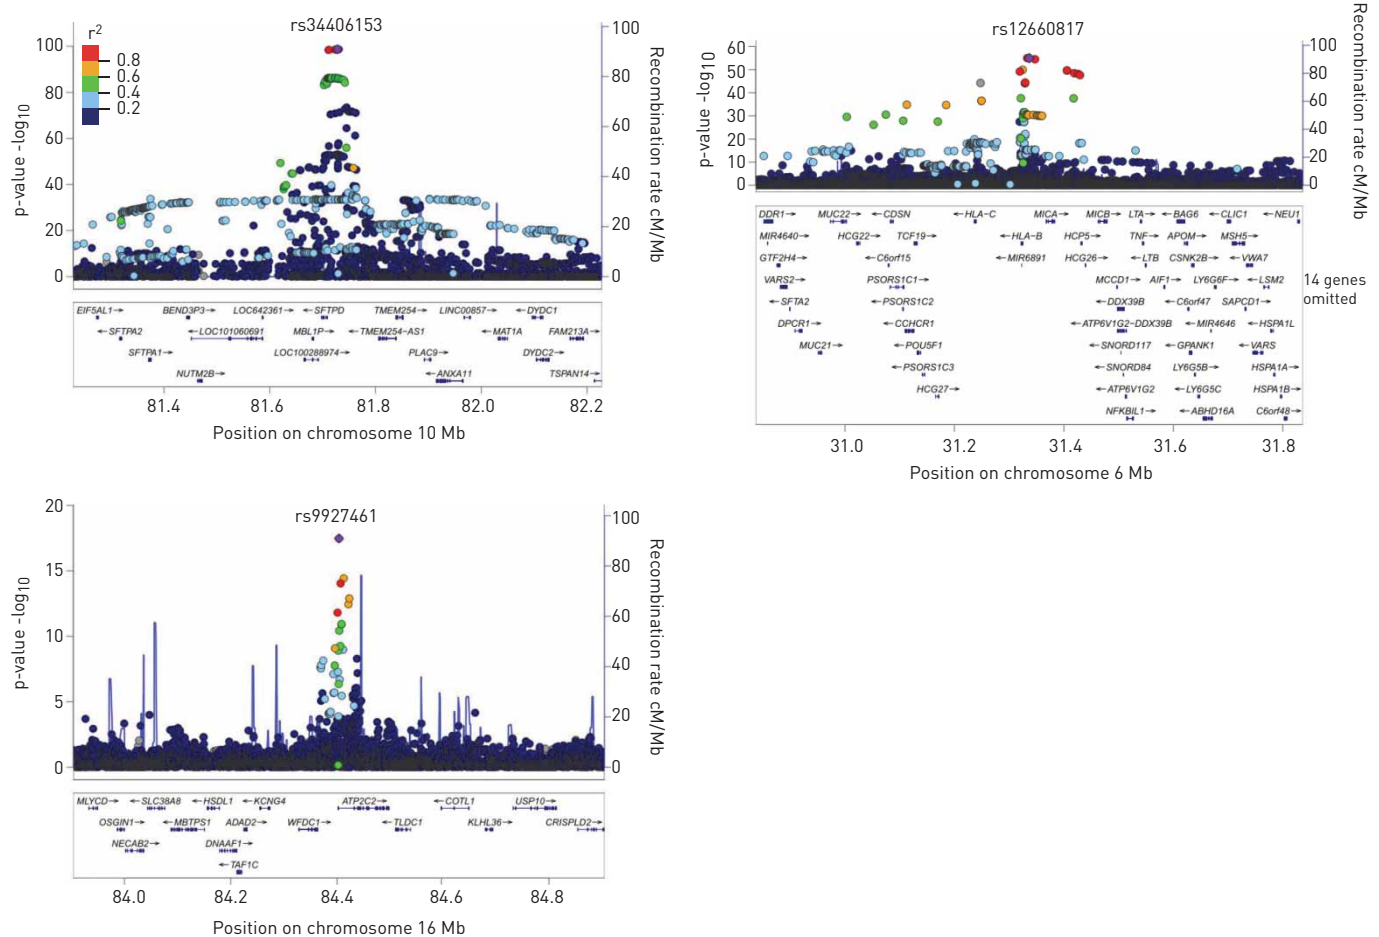 rs34406153
r2
0.8
0.6
0.4
0.2
100
80
60
40
20
0
p-value -log10
100
80
60
40
20
0
Recombination rate cM/Mb
EIF5AL1→ BEND3P3→ LOC642361→ ←SFTPD TMEM254→ LINC00857→ ←DYDC1
←SFTPA2 ←LOC101060691 MBL1P→ ←TMEM254-AS1 ←MAT1A FAM213A→
SFTPA1→ LOC100288974→ PLAC9→ DYDC2→
NUTM2B→ ←ANXA11 TSPAN14→
81.4 81.6 81.8 82.0 82.2
Position on chromosome 10 Mb
rs12660817
60
50
40
30
20
10
0
p-value -log10
100
80
60
40
20
0
Recombination rate cM/Mb
DDR1→ MUC22→ ←CDSN ←HLA-C MICA→ MICB→ LTA→ ←BAG6 ←CLIC1 ←NEU1
MIR4640→ HCG22→ TCF19→ ←HLA-B HCP5→ TNF→ APOM→ MSH5→
GTF2H4→ ←C6orf15 ←MIR6891 HCG26→ ←LTB CSNK2B→ ←VWA7
VARS2→ PSORS1C1→ MCCD1→ AIF1→ LY6G6F→ ←LSM2
←SFTA2 ←PSORS1C2 ←DDX39B ←C6orf47 SAPCD1→
DPCR1→ ←CCHCR1 ←ATP6V1G2-DDX39B ←MIR4646 ←HSPA1L
MUC21→ ←POU5F1 ←SNORD117 ←GPANK1 ←VARS
←PSORS1C3 ←SNORD84 LY6G5B→ HSPA1A→
HCG27→ ←ATP6V1G2 ←LY6G5C HSPA1B→
NFKBIL1→ ←ABHD16A C6orf48→
14 genes
omitted
31.0 31.2 31.4 31.6 31.8
Position on chromosome 6 Mb
rs9927461
20
15
10
5
0
p-value -log10
100
80
60
40
20
0
Recombination rate cM/Mb
MLYCD→ ←SLC38A8 ←HSDL1 ←KCNG4 ATP2C2→ ←COTL1 USP10→
OSGIN1→ ←MBTPS1 ADAD2→ WFDC1→ ←TLDC1 KLHL36→ CRISPLD2→
NECAB2→ DNAAF1→
←TAF1C
84.0 84.2 84.4 84.6 84.8
Position on chromosome 16 Mb